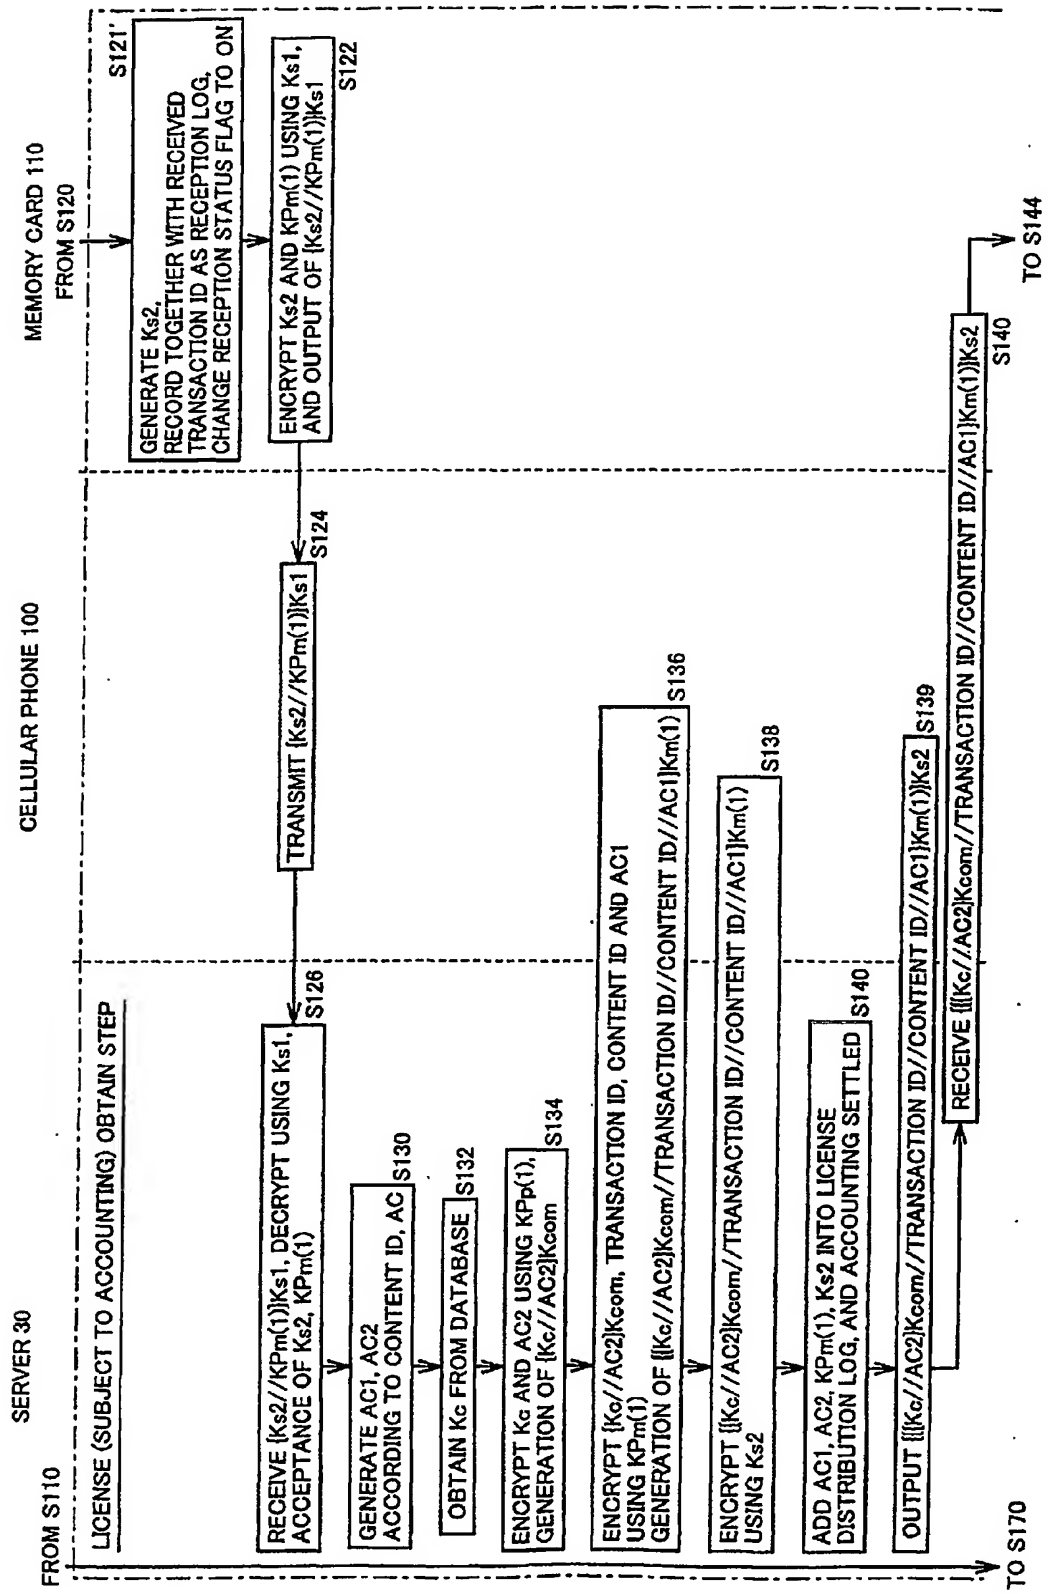 SERVER 30
CELLULAR PHONE 100
MEMORY CARD 110
FROM S110
FROM S120
LICENSE (SUBJECT TO ACCOUNTING) OBTAIN STEP
GENERATE Ks2,
RECORD TOGETHER WITH RECEIVED
TRANSACTION ID AS RECEPTION LOG,
CHANGE RECEPTION STATUS FLAG TO ON
S121'
ENCRYPT Ks2 AND KPm(1) USING Ks1,
AND OUTPUT OF {Ks2//KPm(1)}Ks1
S122
TRANSMIT {Ks2//KPm(1)}Ks1
S124
RECEIVE {Ks2//KPm(1)}Ks1, DECRYPT USING Ks1,
ACCEPTANCE OF Ks2, KPm(1)
S126
GENERATE AC1, AC2
ACCORDING TO CONTENT ID, AC
S130
OBTAIN Kc FROM DATABASE
S132
ENCRYPT Kc AND AC2 USING KPp(1),
GENERATION OF {Kc//AC2}Kcom
S134
ENCRYPT {Kc//AC2}Kcom, TRANSACTION ID, CONTENT ID AND AC1
USING KPm(1)
GENERATION OF {{Kc//AC2}Kcom//TRANSACTION ID//CONTENT ID//AC1}Km(1)
S136
ENCRYPT {{Kc//AC2}Kcom//TRANSACTION ID//CONTENT ID//AC1}Km(1)
USING Ks2
S138
ADD AC1, AC2, KPm(1), Ks2 INTO LICENSE
DISTRIBUTION LOG, AND ACCOUNTING SETTLED
S140
OUTPUT {{{Kc//AC2}Kcom//TRANSACTION ID//CONTENT ID//AC1}Km(1)}Ks2
S139
RECEIVE {{{Kc//AC2}Kcom//TRANSACTION ID//CONTENT ID//AC1}Km(1)}Ks2
S140
TO S170
TO S144